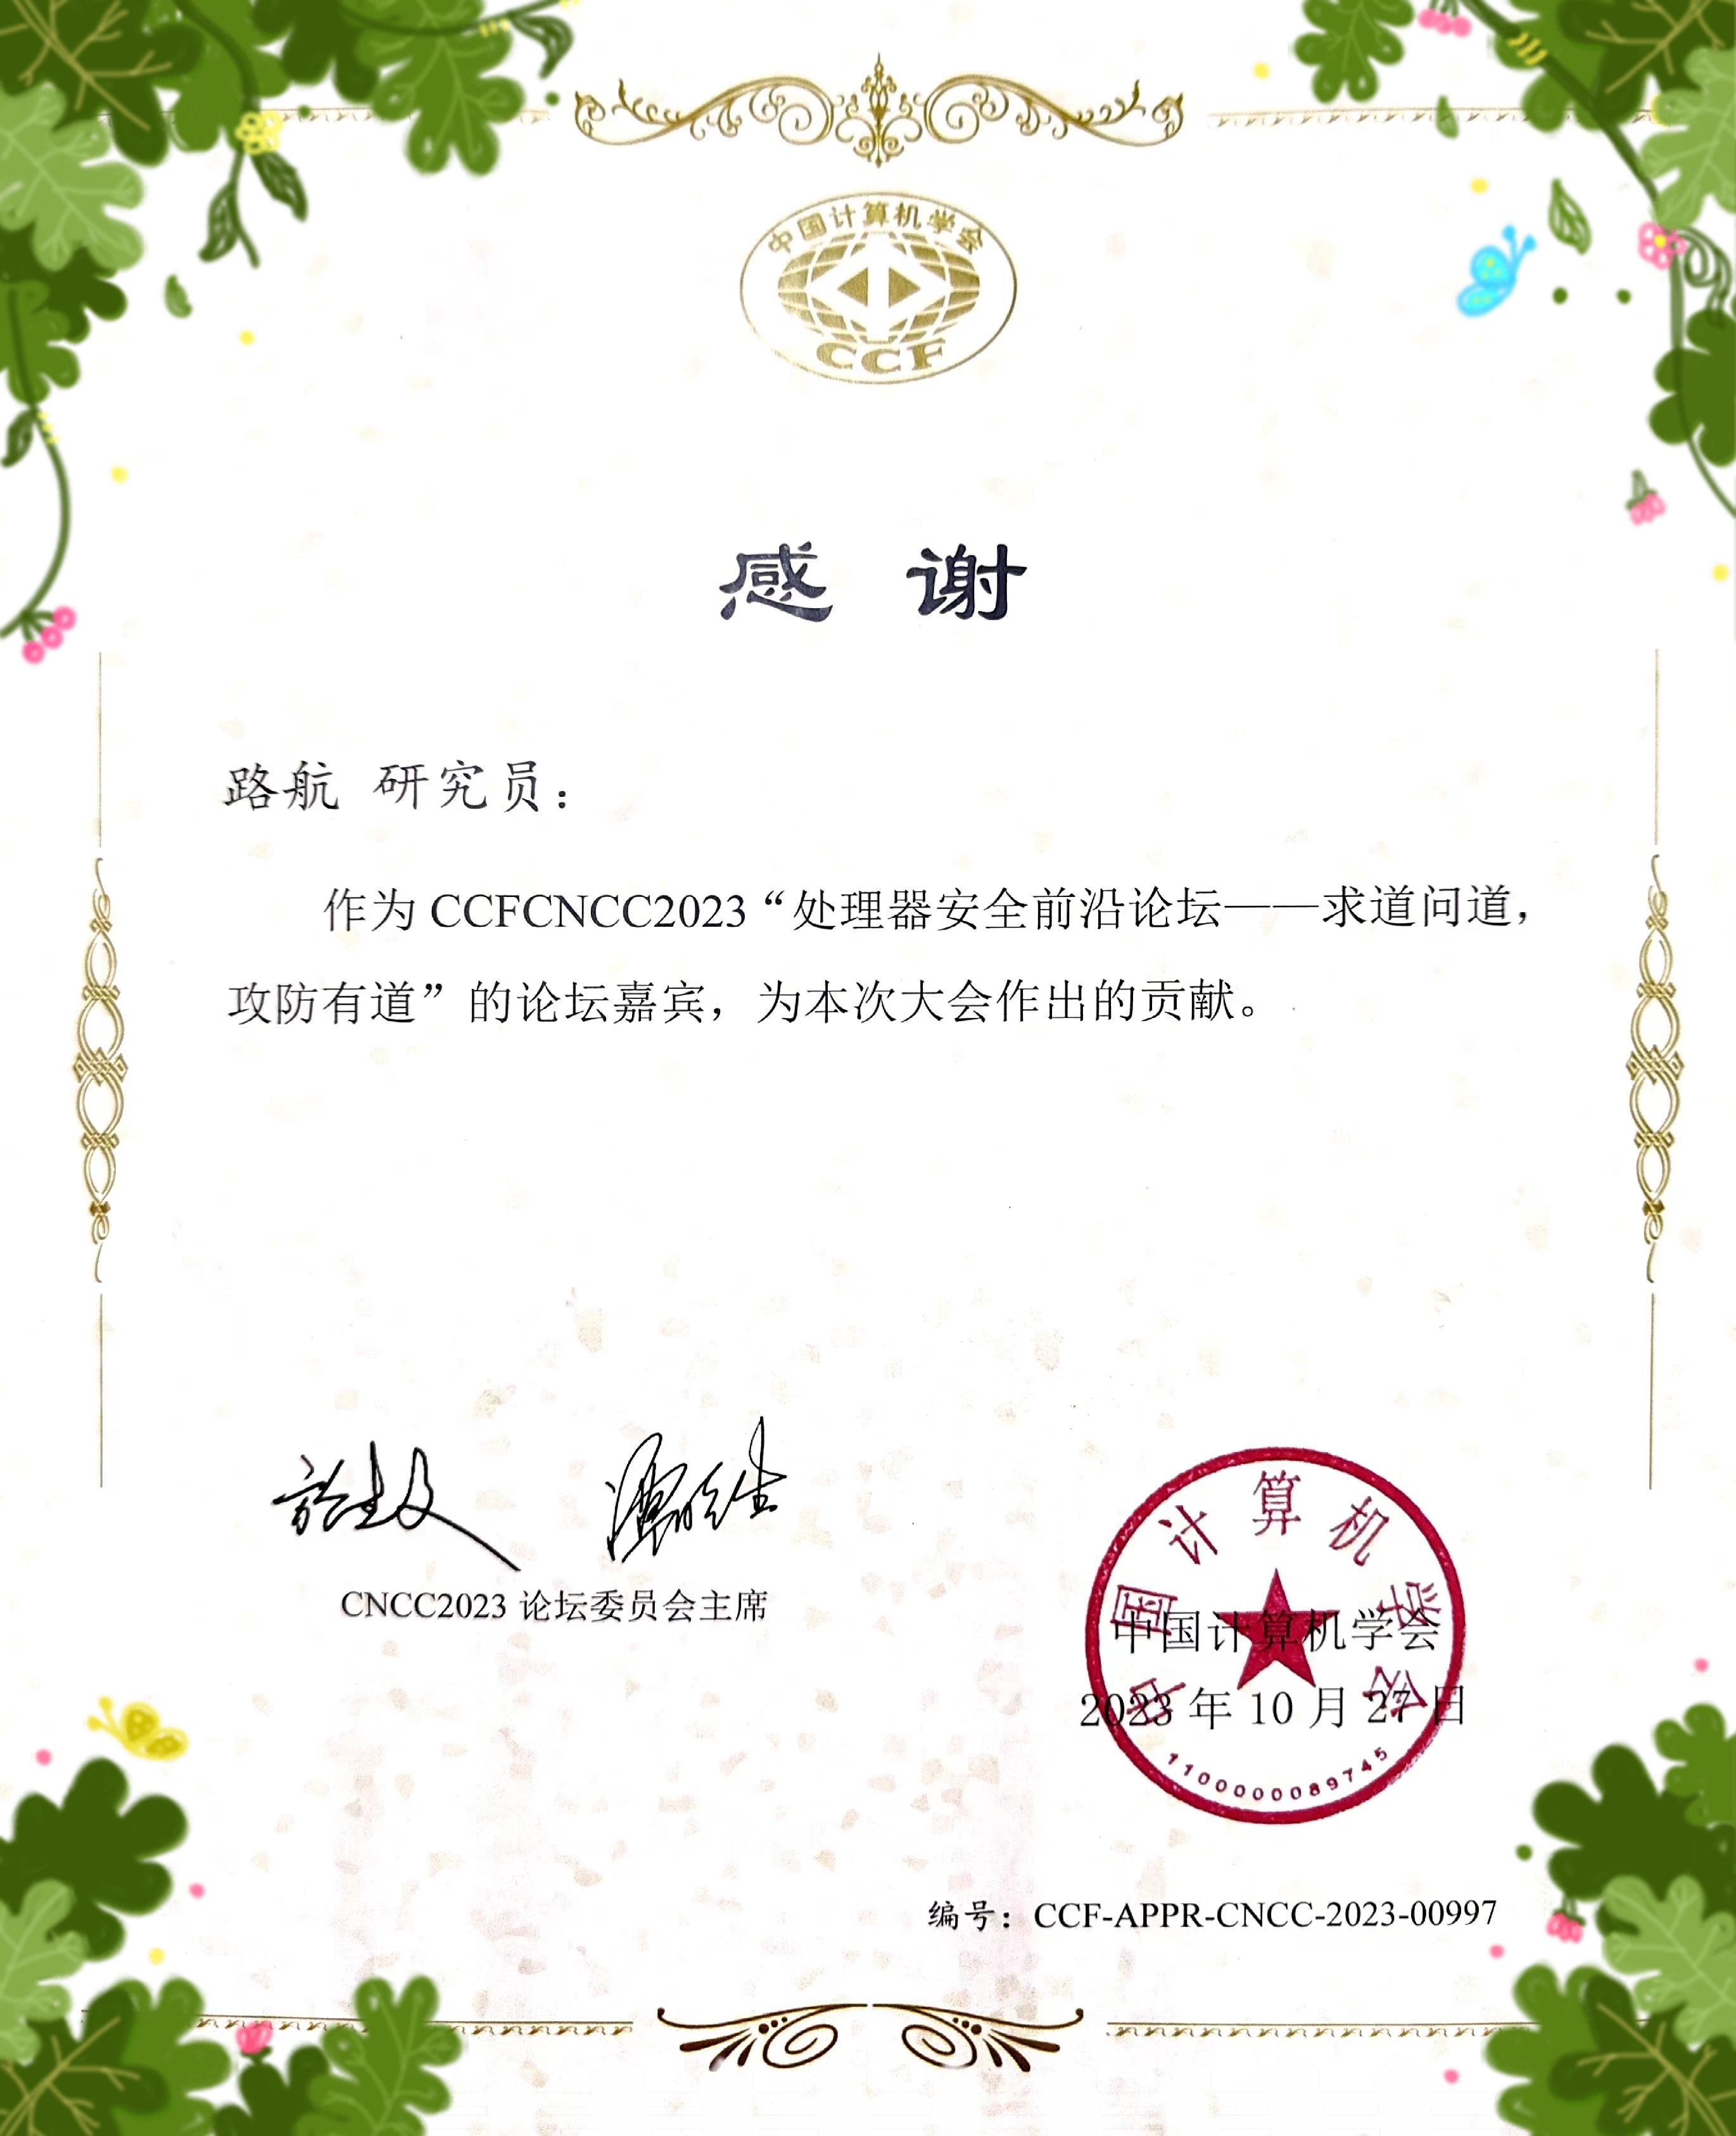 中国计算机学会
CCF
感 谢
路航 研究员：
作为 CCFCNCC2023“处理器安全前沿论坛——求道问道，
攻防有道”的论坛嘉宾，为本次大会作出的贡献。
CNCC2023 论坛委员会主席
中国计算机学会
中国计算机学会
2023 年 10 月 27 日
1100000089745
编号：CCF-APPR-CNCC-2023-00997